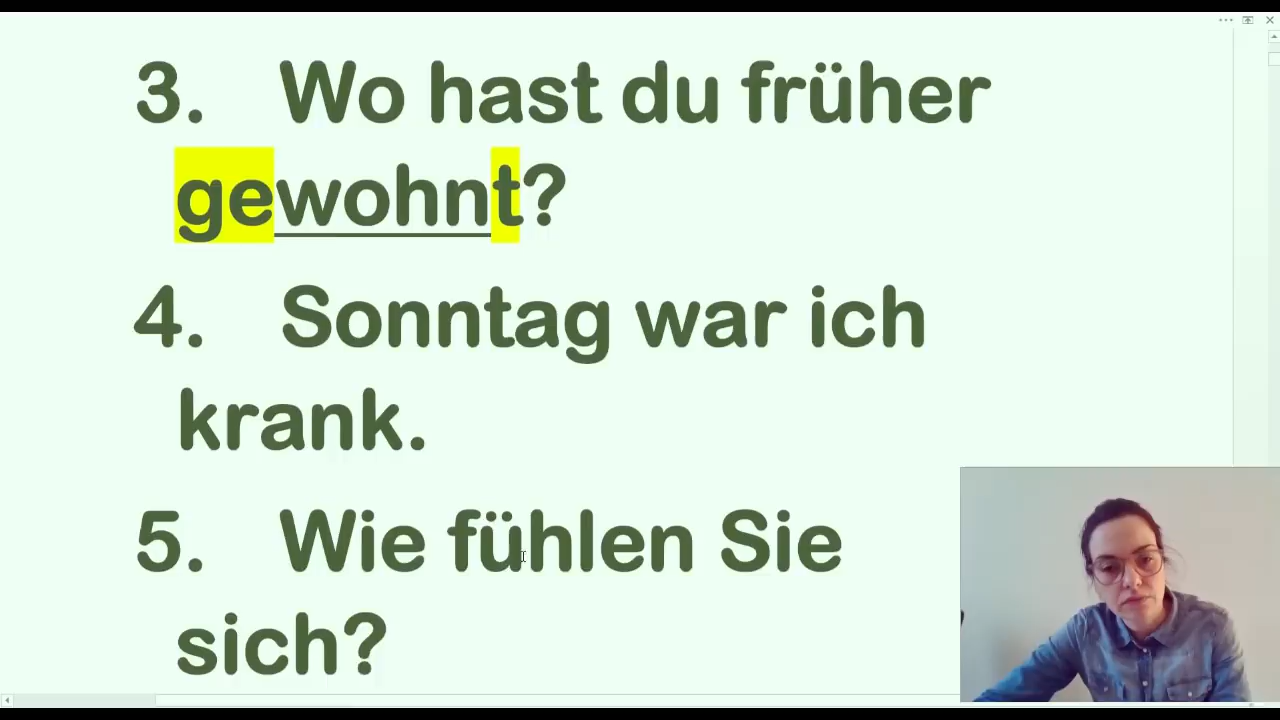 3. Wo hast du früher
gewohnt?
4. Sonntag war ich
krank.
5. Wie fühlen Sie
sich?